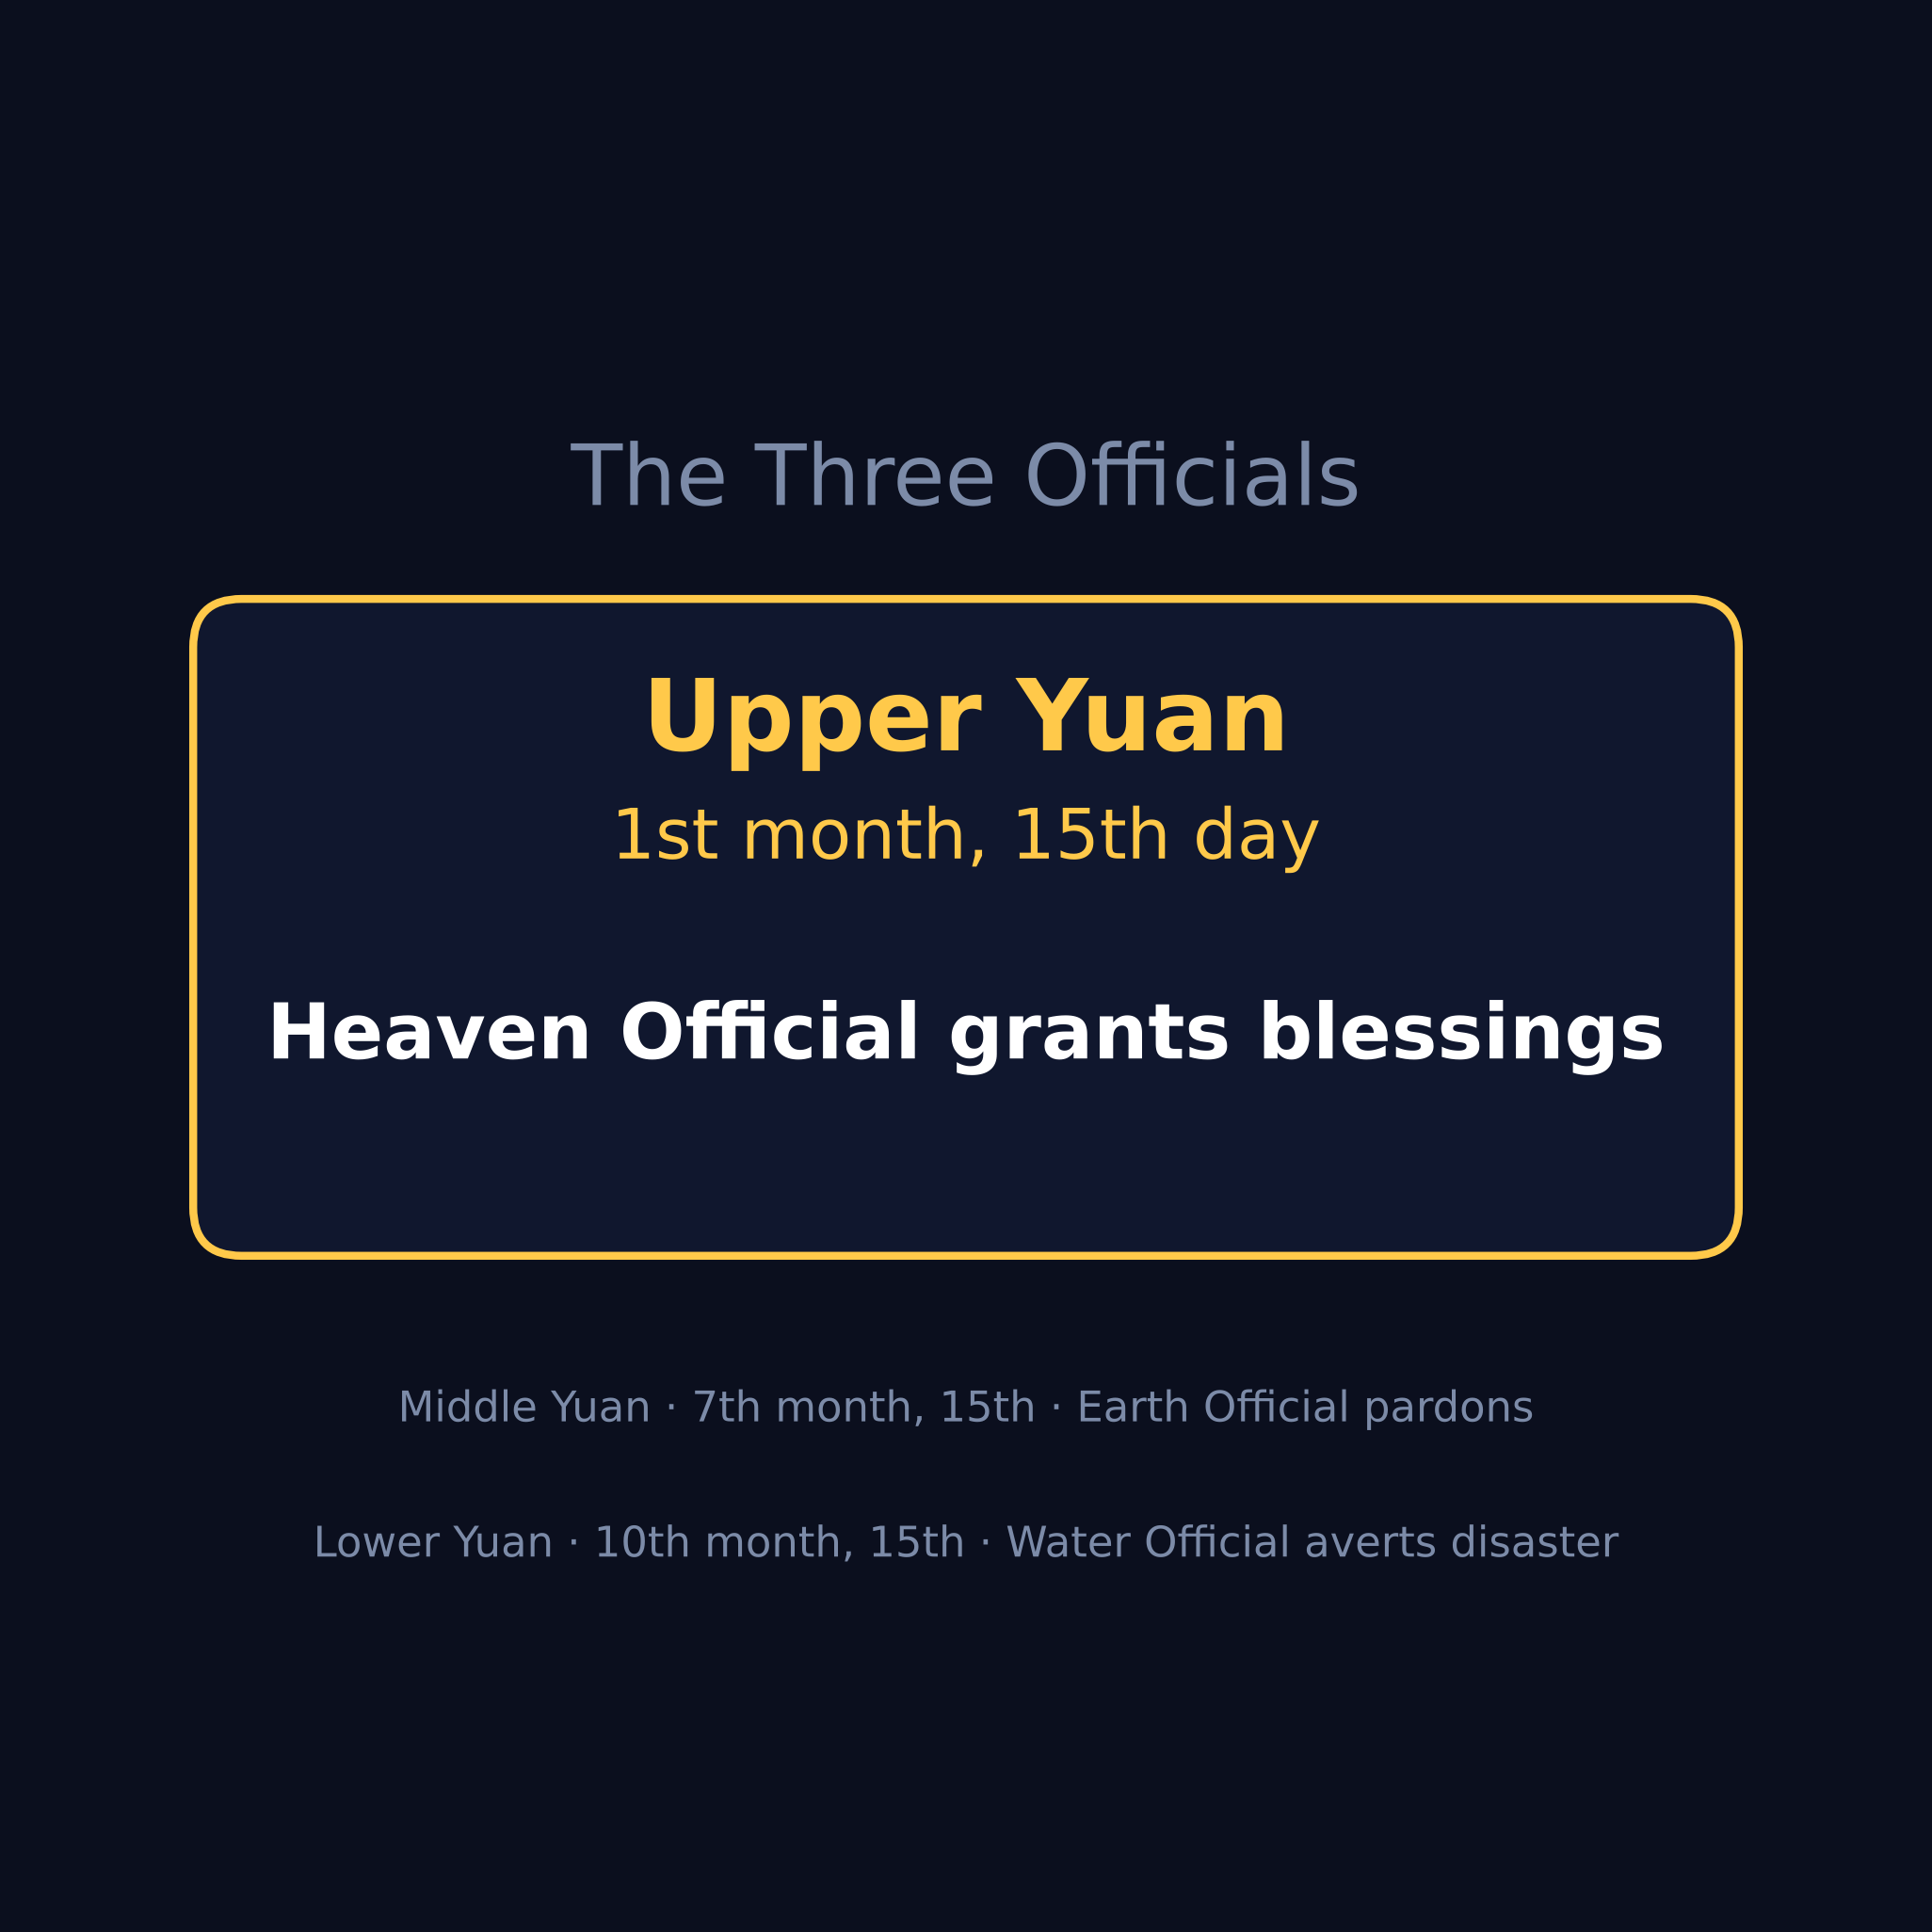 The Three Officials
Upper Yuan
1st month, 15th day
Heaven Official grants blessings
Middle Yuan · 7th month, 15th · Earth Official pardons
Lower Yuan · 10th month, 15th · Water Official averts disaster